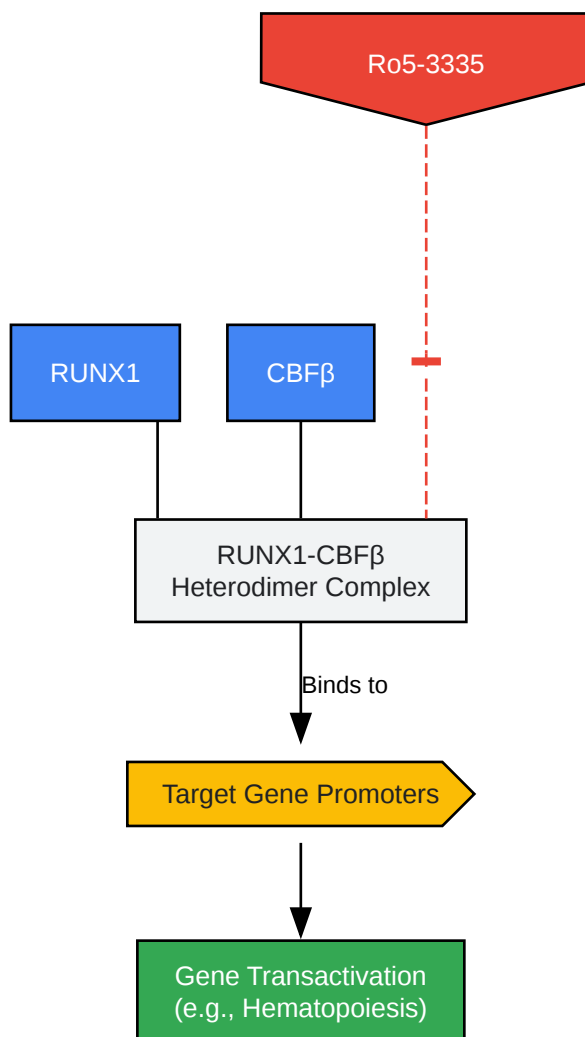 Ro5-3335
RUNX1
CBFβ
RUNX1-CBFβ
Heterodimer Complex
Binds to
Target Gene Promoters
Gene Transactivation
(e.g., Hematopoiesis)